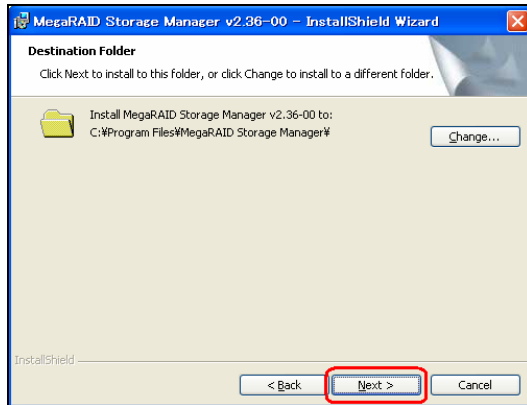 MegaRAID Storage Manager v2.36-00 - InstallShield Wizard
Destination Folder
Click Next to install to this folder, or click Change to install to a different folder.
Install MegaRAID Storage Manager v2.36-00 to:
C:¥Program Files¥MegaRAID Storage Manager¥
Change...
InstallShield
< Back
Next >
Cancel